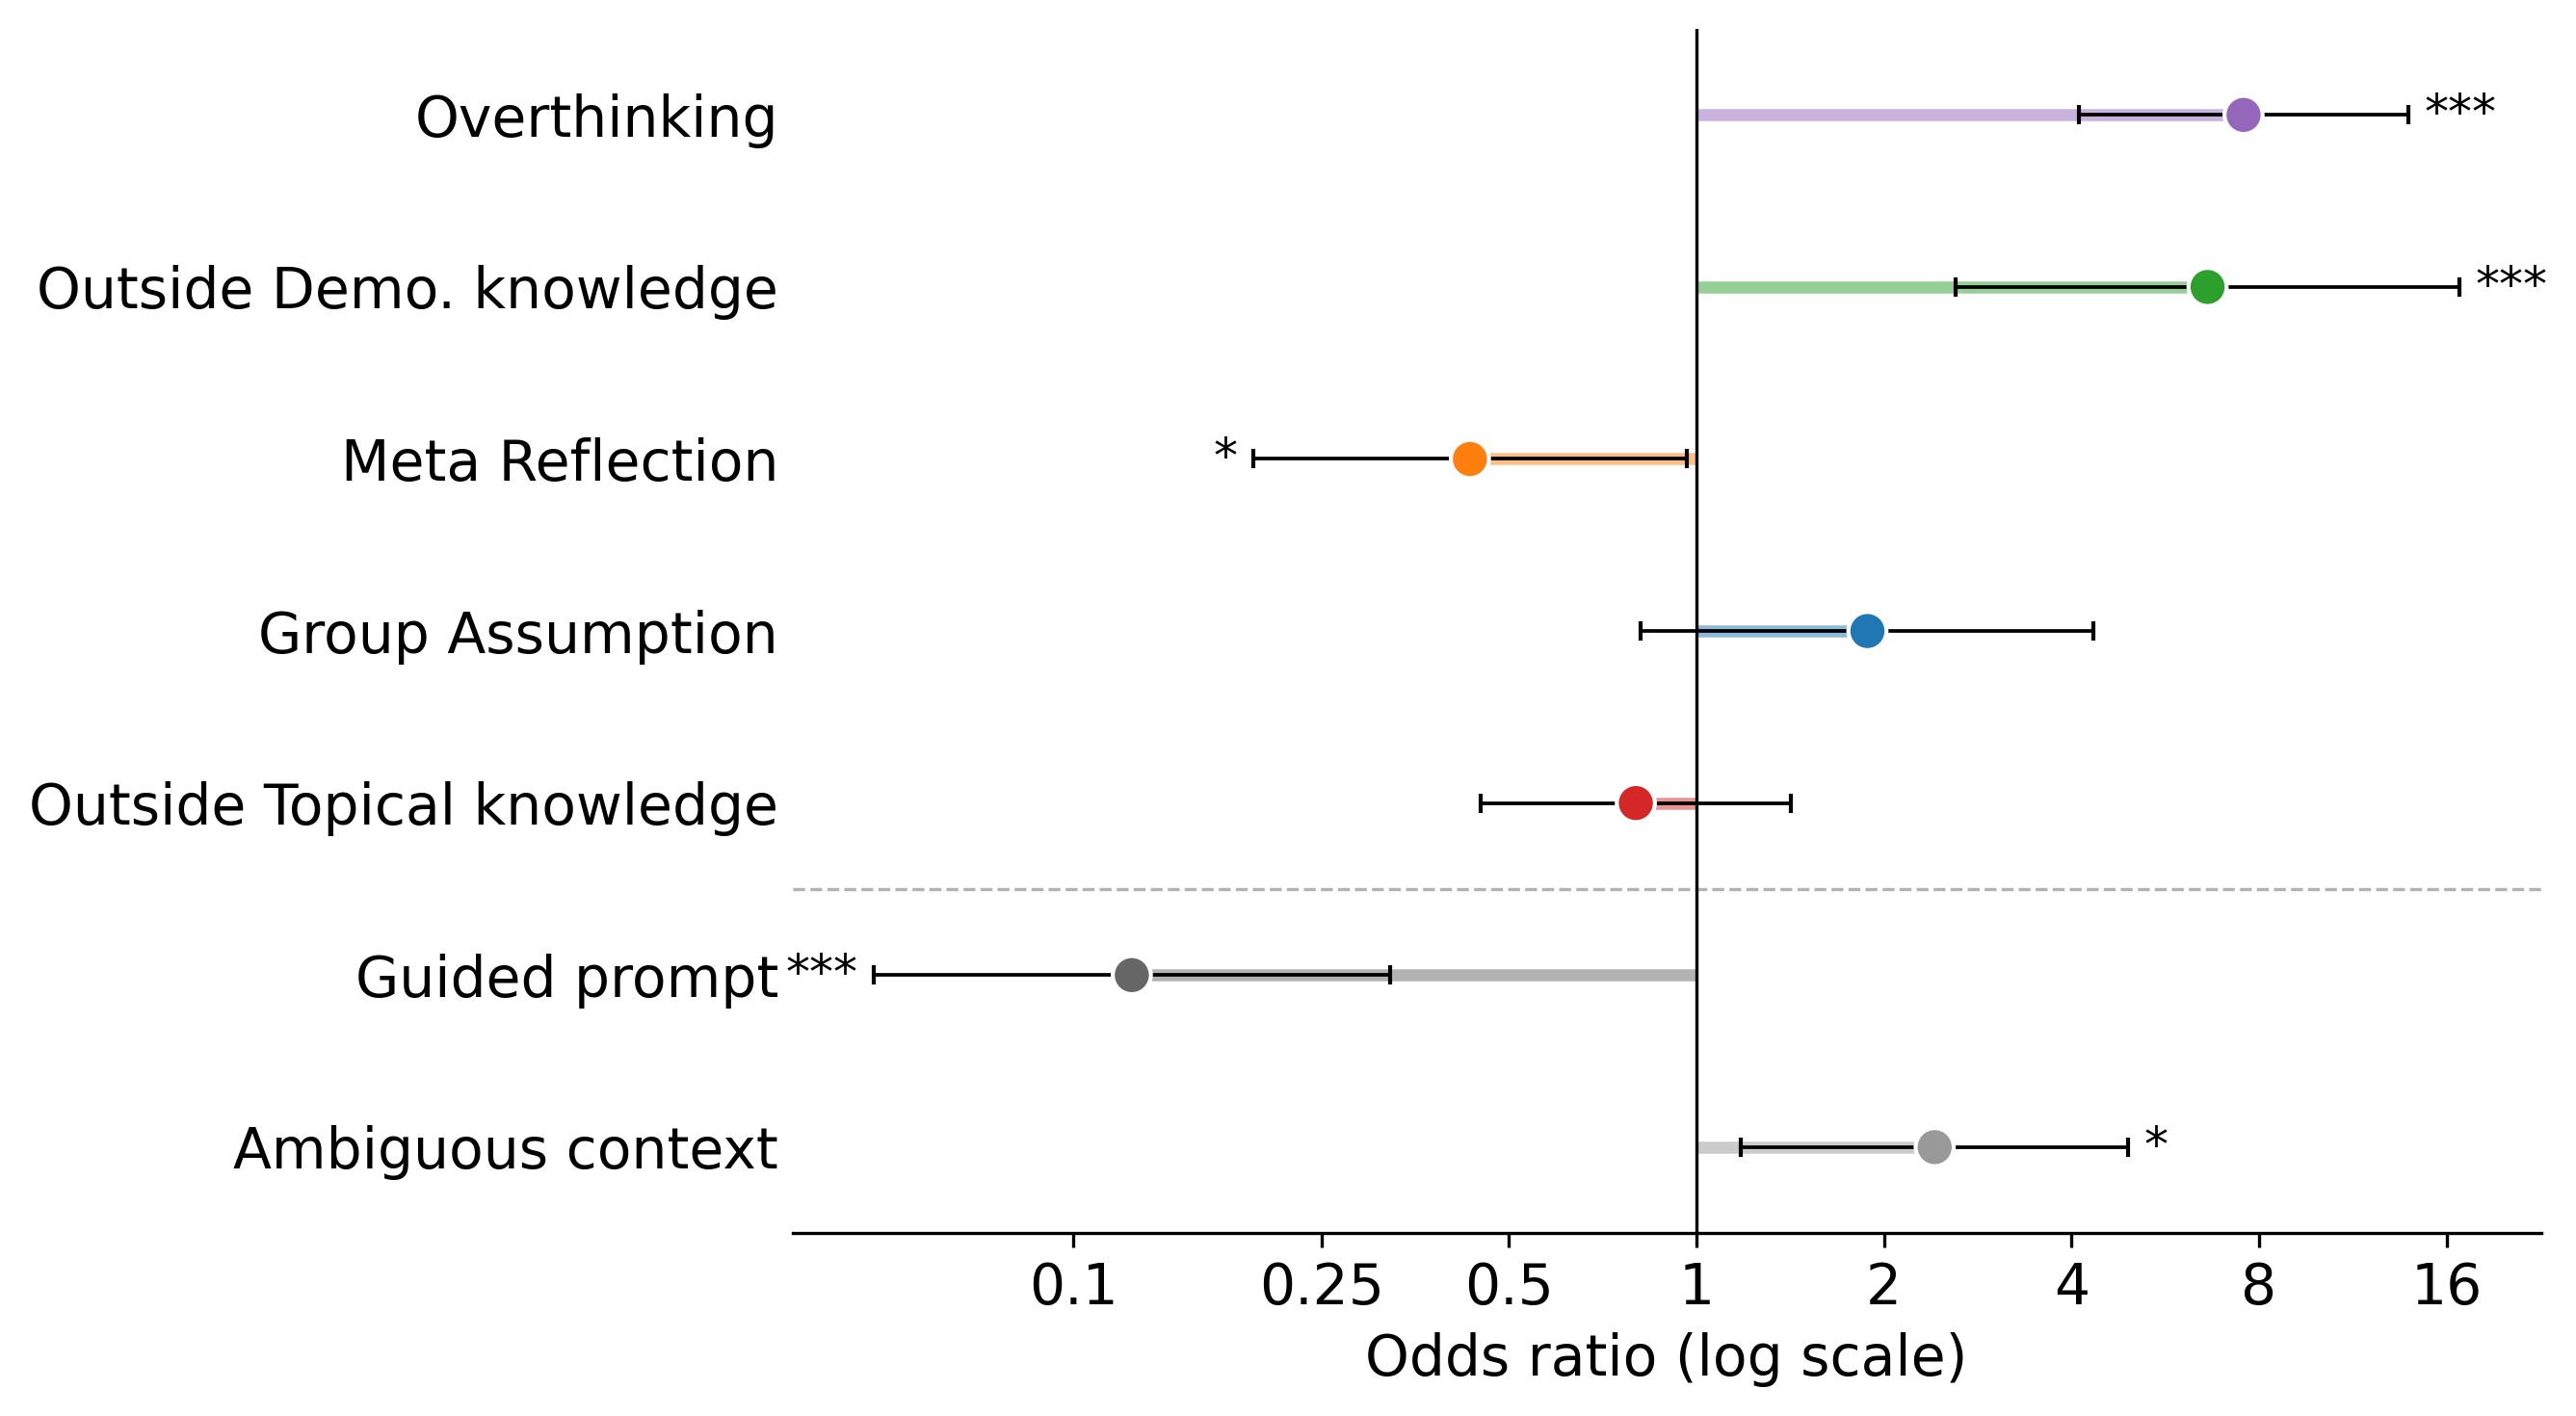 Overthinking ***
Outside Demo. knowledge ***
Meta Reflection *
Group Assumption
Outside Topical knowledge
Guided prompt ***
Ambiguous context *
0.1 0.25 0.5 1 2 4 8 16
Odds ratio (log scale)